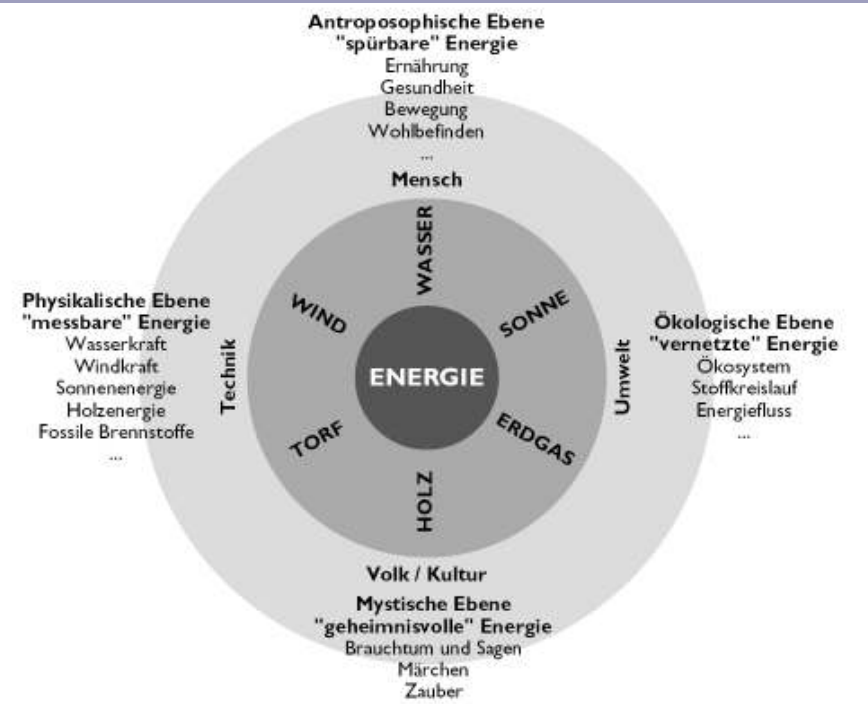 Antroposophische Ebene
"spürbare" Energie
Ernährung
Gesundheit
Bewegung
Wohlbefinden
...
Mensch
WASSER
WIND
SONNE
Physikalische Ebene
"messbare" Energie
Wasserkraft
Windkraft
Sonnenenergie
Holzenergie
Fossile Brennstoffe
...
Technik
ENERGIE
Umwelt
Ökologische Ebene
"vernetzte" Energie
Ökosystem
Stoffkreislauf
Energiefluss
...
TORF
ERDGAS
HOLZ
Volk / Kultur
Mystische Ebene
"geheimnisvolle" Energie
Brauchtum und Sagen
Märchen
Zauber